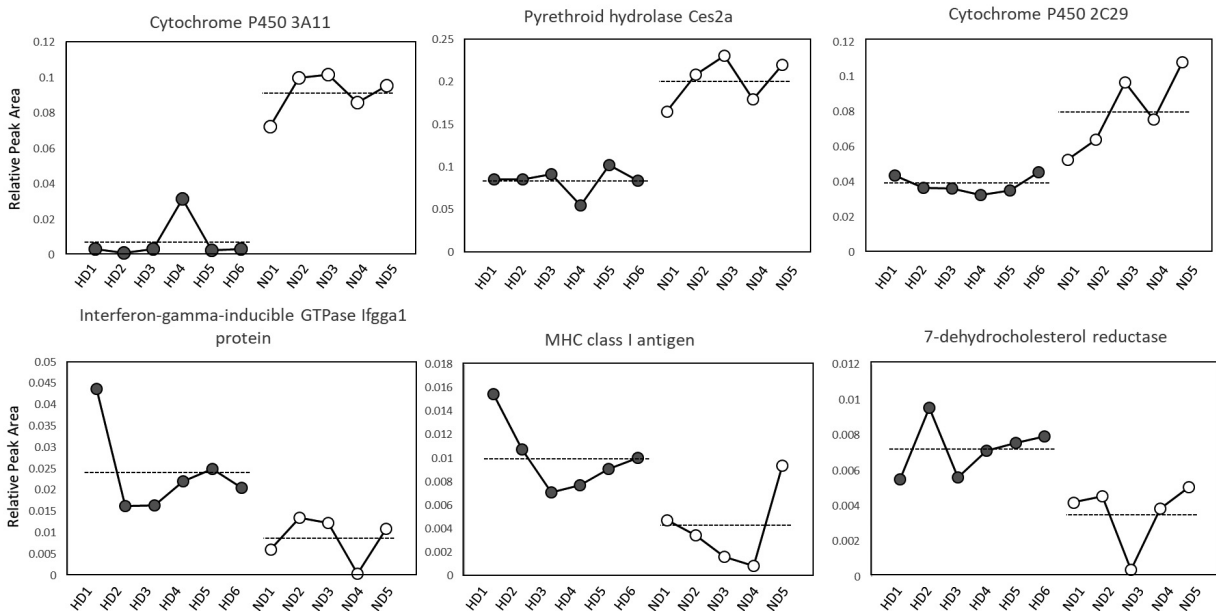 Cytochrome P450 3A11
Relative Peak Area
0.12
0.1
0.08
0.06
0.04
0.02
0
HD1
HD2
HD3
HD4
HD5
HD6
ND1
ND2
ND3
ND4
ND5
Pyrethroid hydrolase Ces2a
0.25
0.2
0.15
0.1
0.05
0
HD1
HD2
HD3
HD4
HD5
HD6
ND1
ND2
ND3
ND4
ND5
Cytochrome P450 2C29
0.12
0.1
0.08
0.06
0.04
0.02
0
HD1
HD2
HD3
HD4
HD5
HD6
ND1
ND2
ND3
ND4
ND5
Interferon-gamma-inducible GTPase Ifgga1
protein
Relative Peak Area
0.05
0.045
0.04
0.035
0.03
0.025
0.02
0.015
0.01
0.005
0
HD1
HD2
HD3
HD4
HD5
HD6
ND1
ND2
ND3
ND4
ND5
MHC class I antigen
0.018
0.016
0.014
0.012
0.01
0.008
0.006
0.004
0.002
0
HD1
HD2
HD3
HD4
HD5
HD6
ND1
ND2
ND3
ND4
ND5
7-dehydrocholesterol reductase
0.012
0.01
0.008
0.006
0.004
0.002
0
HD1
HD2
HD3
HD4
HD5
HD6
ND1
ND2
ND3
ND4
ND5